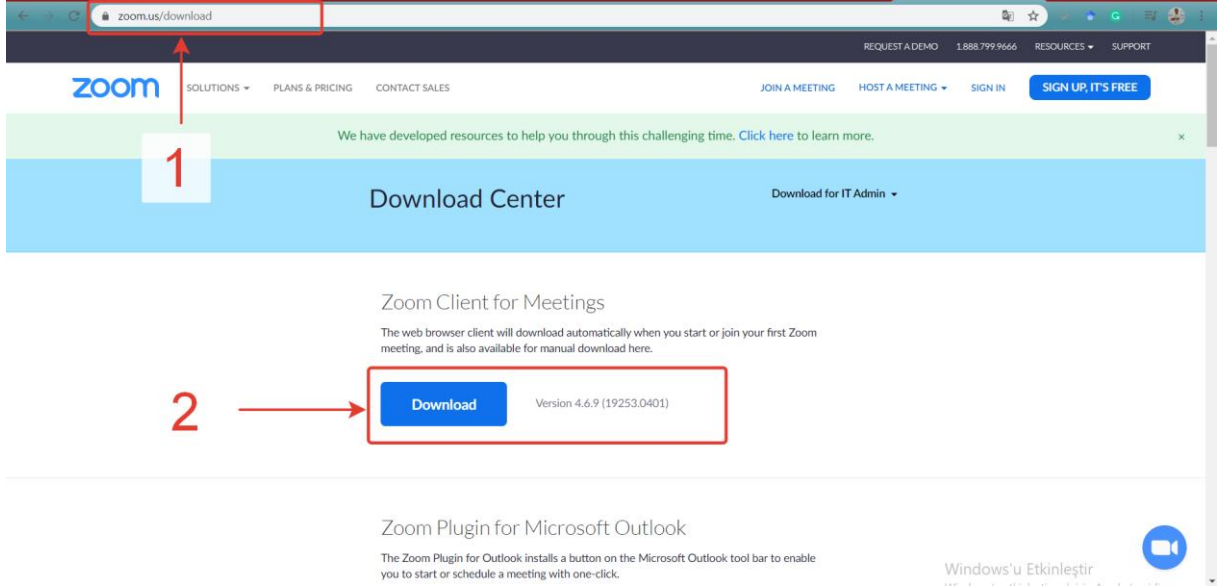 zoom.us/download
REQUEST A DEMO 1.888.799.9666 RESOURCES SUPPORT
zoom SOLUTIONS PLANS & PRICING CONTACT SALES JOIN A MEETING HOST A MEETING SIGN IN SIGN UP, IT'S FREE
We have developed resources to help you through this challenging time. Click here to learn more.
1
Download Center Download for IT Admin
Zoom Client for Meetings
The web browser client will download automatically when you start or join your first Zoom
meeting, and is also available for manual download here.
2 Download Version 4.6.9 (19253.0401)
Zoom Plugin for Microsoft Outlook
The Zoom Plugin for Outlook installs a button on the Microsoft Outlook tool bar to enable
you to start or schedule a meeting with one-click.
Windows'u Etkinleştir